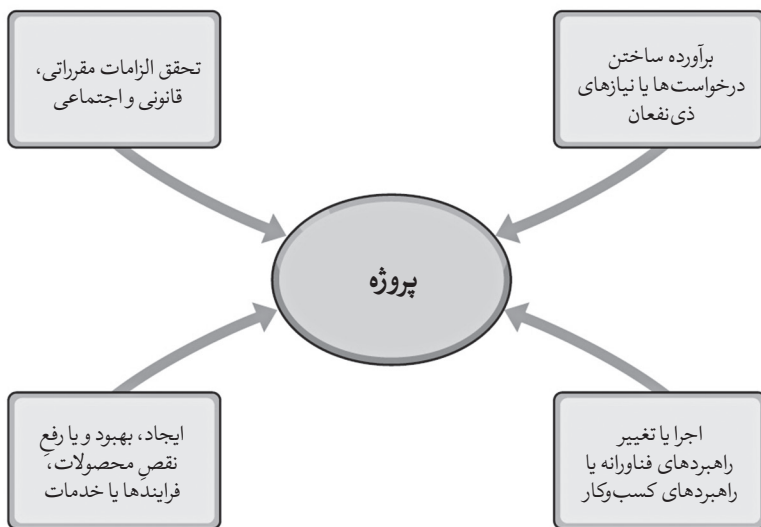 برآورده ساختن
درخواست‌ها یا نیازهای
ذی‌نفعان
تحقق الزامات مقرراتی،
قانونی و اجتماعی
پروژه
اجرا یا تغییر
راهبردهای فناورانه یا
راهبردهای کسب‌وکار
ایجاد، بهبود و یا رفعِ
نقصِ محصولات،
فرایندها یا خدمات